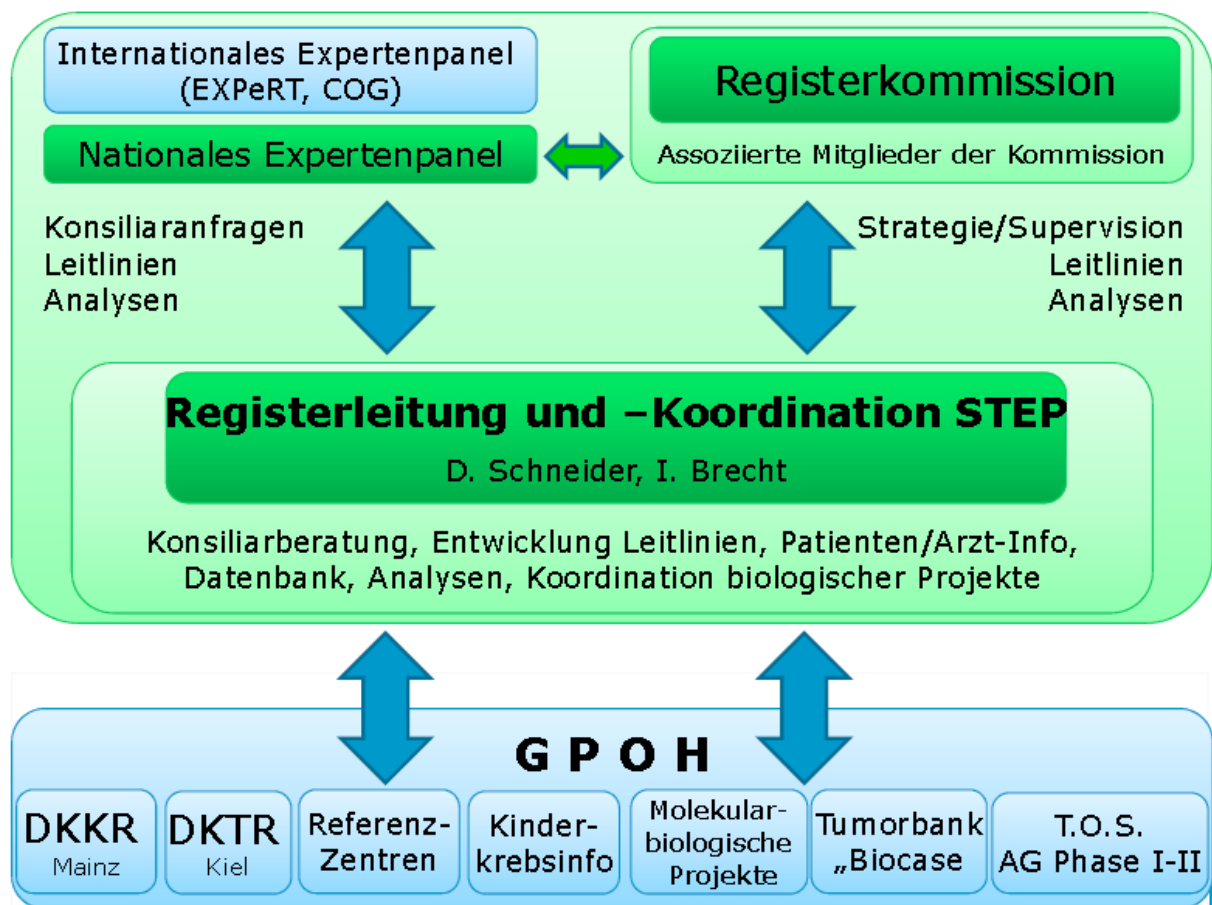 Internationales Expertenpanel
(EXPeRT, COG)
Nationales Expertenpanel
Registerkommission
Assoziierte Mitglieder der Kommission
Konsiliaranfragen
Leitlinien
Analysen
Strategie/Supervision
Leitlinien
Analysen
Registerleitung und –Koordination STEP
D. Schneider, I. Brecht
Konsiliarberatung, Entwicklung Leitlinien, Patienten/Arzt-Info,
Datenbank, Analysen, Koordination biologischer Projekte
G P O H
DKKR
Mainz
DKTR
Kiel
Referenz-
Zentren
Kinder-
krebsinfo
Molekular-
biologische
Projekte
Tumorbank
„Biocase
T.O.S.
AG Phase I-II